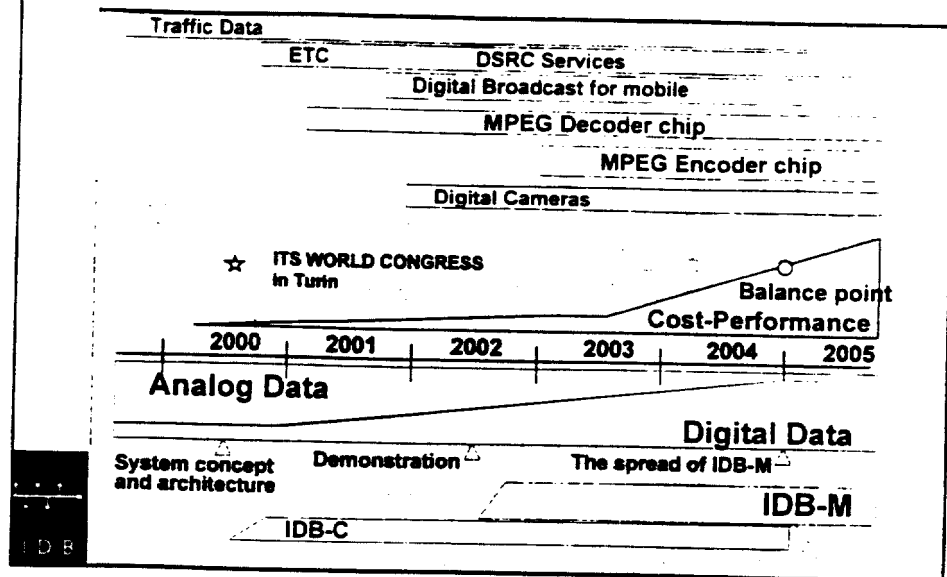 Traffic Data
ETC DSRC Services
Digital Broadcast for mobile
MPEG Decoder chip
MPEG Encoder chip
Digital Cameras
ITS WORLD CONGRESS
in Turin
Balance point
Cost-Performance
2000 2001 2002 2003 2004 2005
Analog Data
Digital Data
System concept
and architecture
Demonstration
The spread of IDB-M
IDB-M
IDB-C
IDB